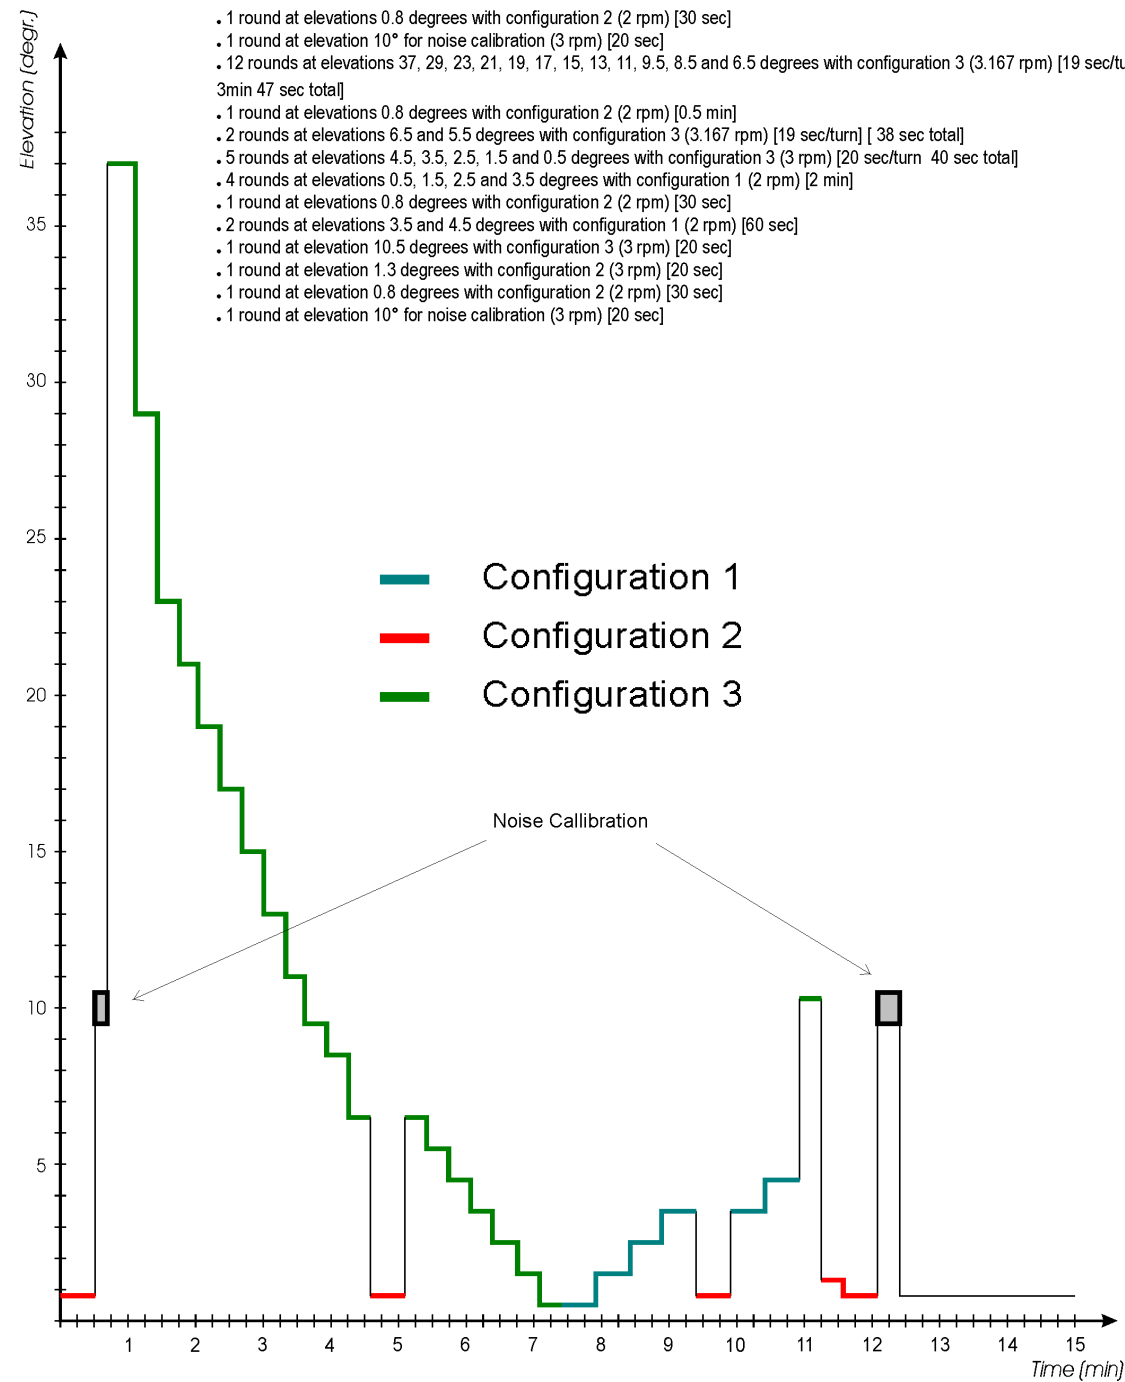 . 1 round at elevations 0.8 degrees with configuration 2 (2 rpm) [30 sec]
. 1 round at elevation 10° for noise calibration (3 rpm) [20 sec]
. 12 rounds at elevations 37, 29, 23, 21, 19, 17, 15, 13, 11, 9.5, 8.5 and 6.5 degrees with configuration 3 (3.167 rpm) [19 sec/tu
3min 47 sec total]
. 1 round at elevations 0.8 degrees with configuration 2 (2 rpm) [0.5 min]
. 2 rounds at elevations 6.5 and 5.5 degrees with configuration 3 (3.167 rpm) [19 sec/turn] [ 38 sec total]
. 5 rounds at elevations 4.5, 3.5, 2.5, 1.5 and 0.5 degrees with configuration 3 (3 rpm) [20 sec/turn  40 sec total]
. 4 rounds at elevations 0.5, 1.5, 2.5 and 3.5 degrees with configuration 1 (2 rpm) [2 min]
. 1 round at elevations 0.8 degrees with configuration 2 (2 rpm) [30 sec]
. 2 rounds at elevations 3.5 and 4.5 degrees with configuration 1 (2 rpm) [60 sec]
. 1 round at elevation 10.5 degrees with configuration 3 (3 rpm) [20 sec]
. 1 round at elevation 1.3 degrees with configuration 2 (3 rpm) [20 sec]
. 1 round at elevation 0.8 degrees with configuration 2 (2 rpm) [30 sec]
. 1 round at elevation 10° for noise calibration (3 rpm) [20 sec]
Elevation (degr.)
35
30
25
20
15
10
5
Configuration 1
Configuration 2
Configuration 3
Noise Callibration
1 2 3 4 5 6 7 8 9 10 11 12 13 14 15
Time (min)